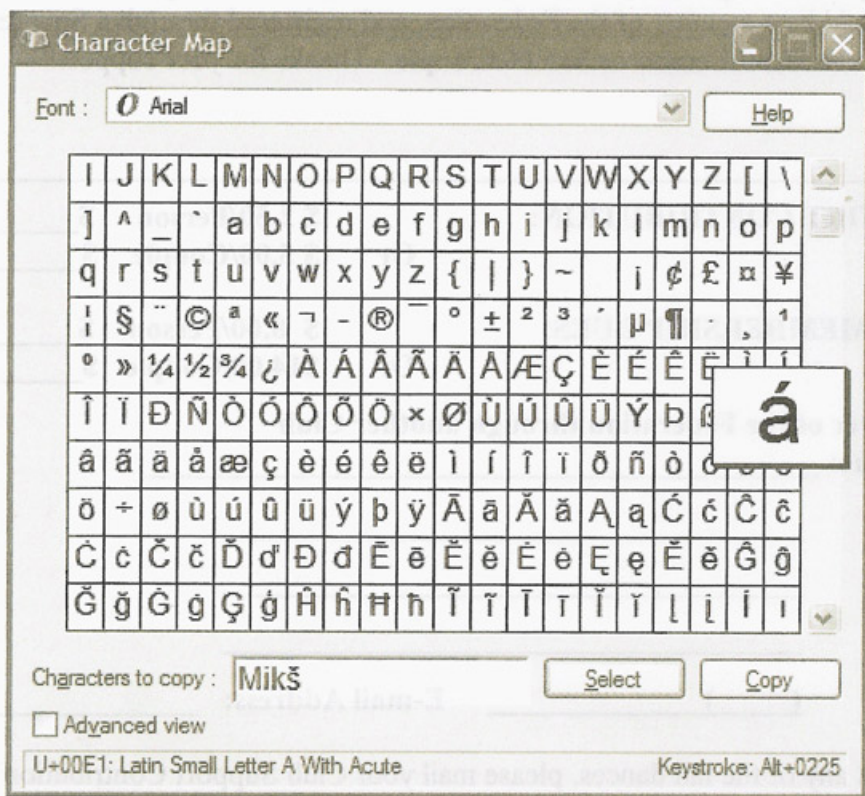 Character Map
Font : O Arial Help
I J K L M N O P Q R S T U V W X Y Z [ \
] ^ _ a b c d e f g h i j k l m n o p
q r s t u v w x y z { | } ~ ¡ ¢ £ ¤ ¥
¦ § ¨ © ª « ¬ - ® ¯ ° ± ² ³ µ ¶ ¸ ¹
º » ¼ ½ ¾ ¿ À Á Â Ã Ä Å Æ Ç È É Ê Ë Ì Í
Î Ï Ð Ñ Ò Ó Ô Õ Ö × Ø Ù Ú Û Ü Ý Þ ß á
â ã ä å æ ç è é ê ë ì í î ï ð ñ ò ó
ö ÷ ø ù ú û ü ý þ ÿ Ā ā Ă ă Ą ą Ć ć Ĉ ĉ
Ċ ċ Č č Ď ď Đ đ Ē ē Ĕ ĕ Ė ė Ę ę Ě ě Ĝ ĝ
Ğ ğ Ġ ġ Ģ ģ Ĥ ĥ Ħ ħ Ĩ ĩ Ī ī Ĭ ĭ Į į İ ı
Characters to copy : Mikš Select Copy
Advanced view
U+00E1: Latin Small Letter A With Acute Keystroke: Alt+0225